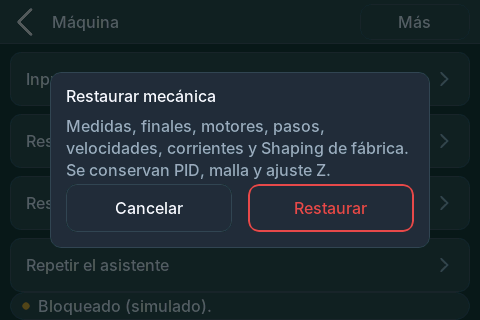 Máquina
Más
Restaurar mecánica
Medidas, finales, motores, pasos,
velocidades, corrientes y Shaping de fábrica.
Se conservan PID, malla y ajuste Z.
Cancelar
Restaurar
Repetir el asistente
Bloqueado (simulado).